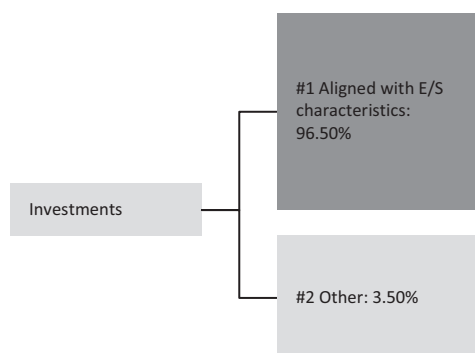 Investments
#1 Aligned with E/S
characteristics:
96.50%
#2 Other: 3.50%